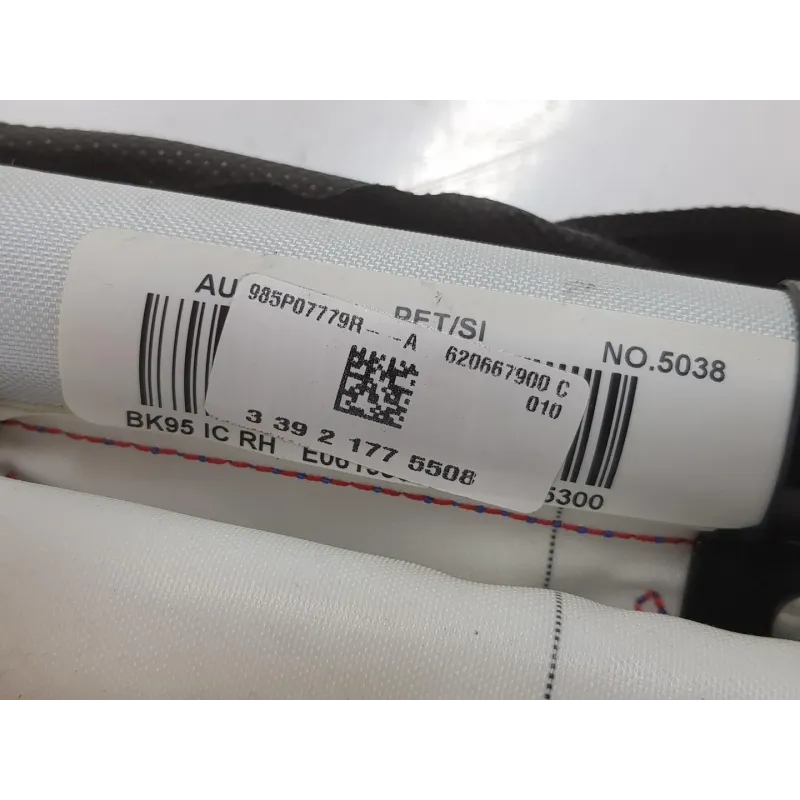 AU PET/SI NO.5038
985P07779R--A 620667900 C
010
3 39 2 177 5508
BK95 IC RH 5300